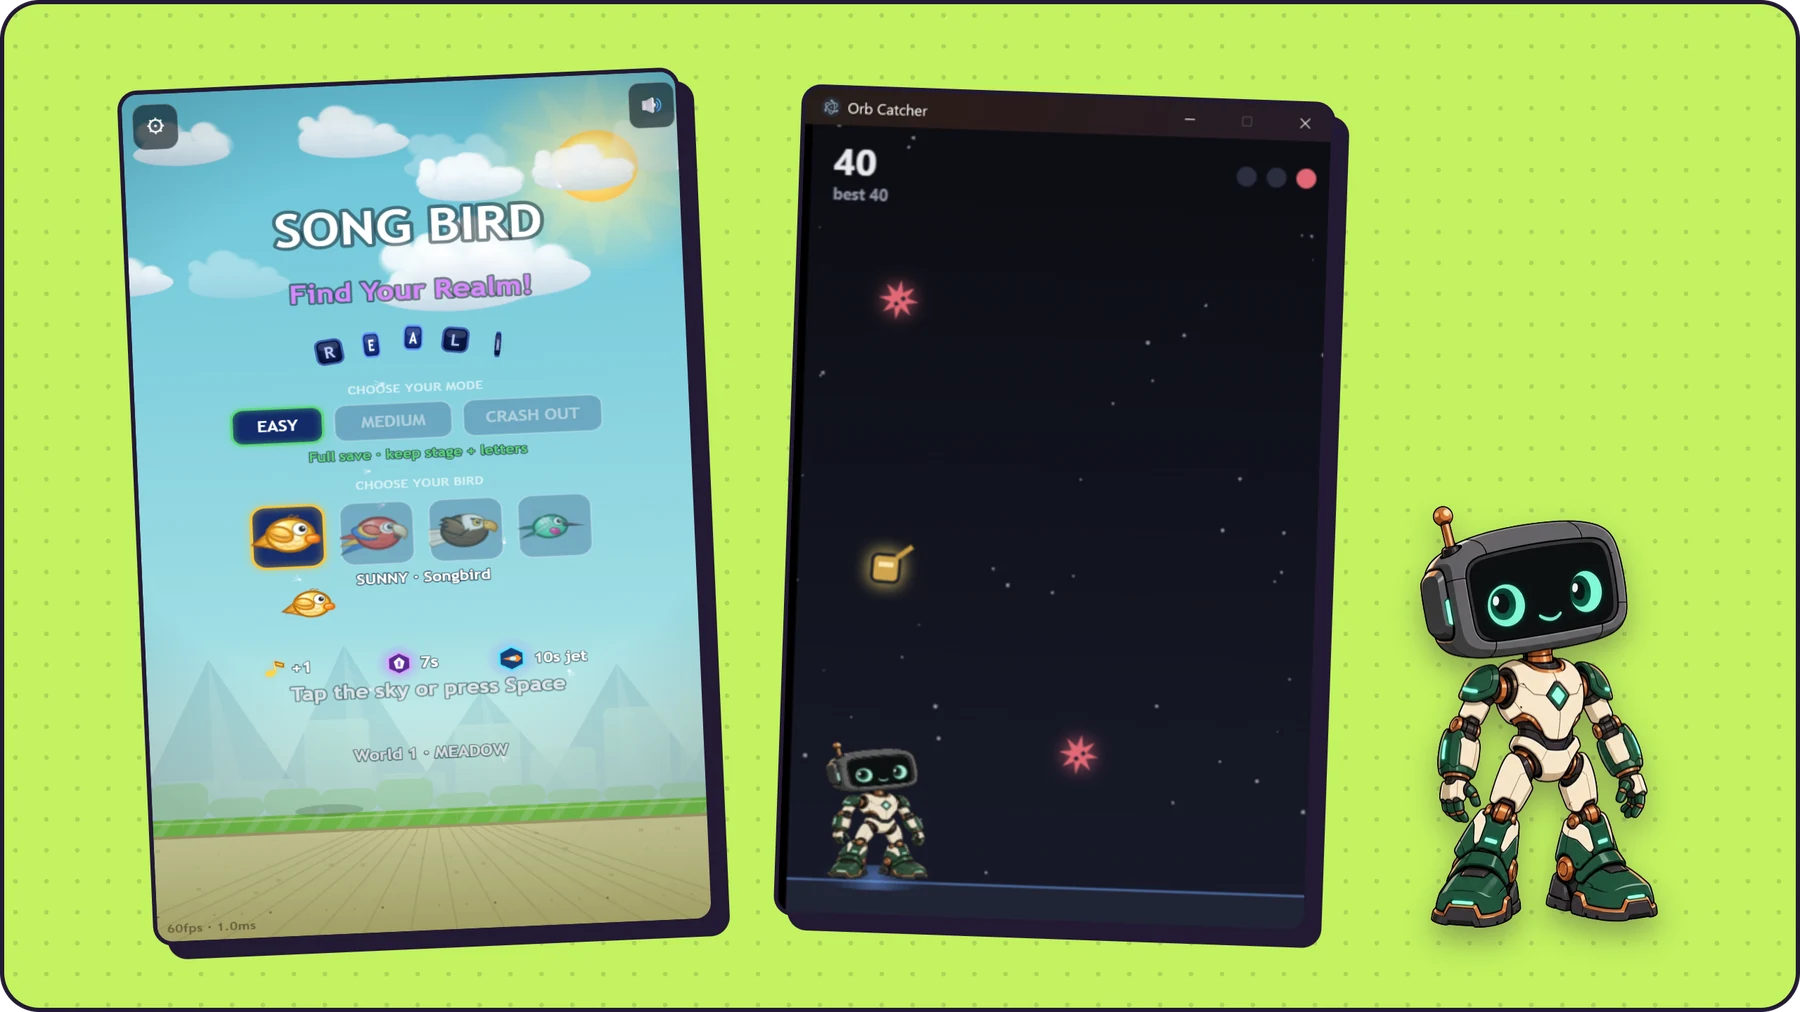 SONG BIRD
Find Your Realm!
R E A L
CHOOSE YOUR MODE
EASY MEDIUM CRASH OUT
Full save · keep stage + letters
CHOOSE YOUR BIRD
SUNNY · Songbird
+1 7s 10s jet
Tap the sky or press Space
World 1 · MEADOW
60fps · 1.0ms
Orb Catcher
40
best 40